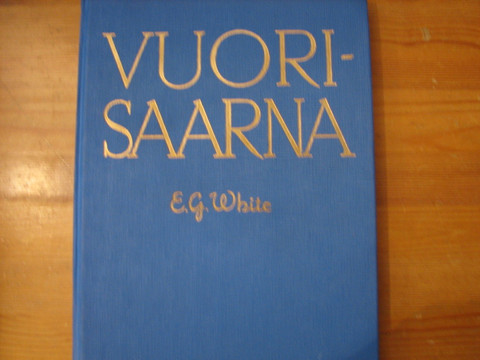 VUORI-
SAARNA
E.G. White